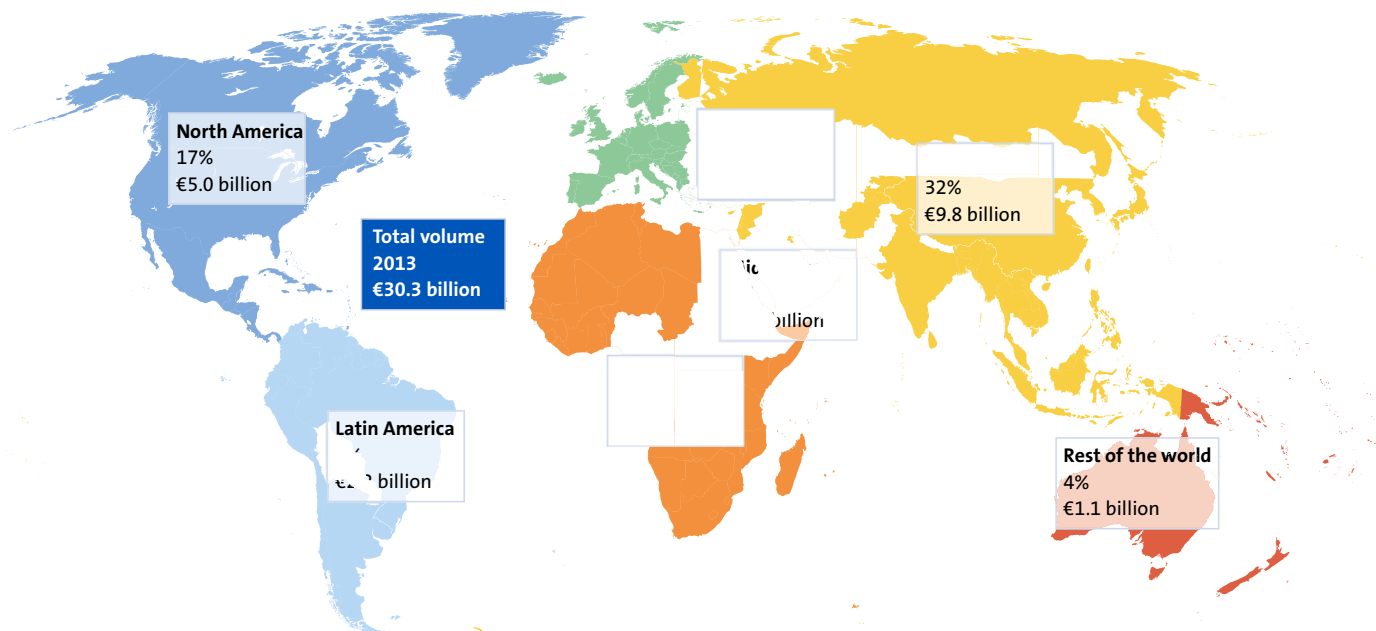 North America
17%
€5.0 billion
Total volume
2013
€30.3 billion
32%
€9.8 billion
billion
Latin America
billion
Rest of the world
4%
€1.1 billion